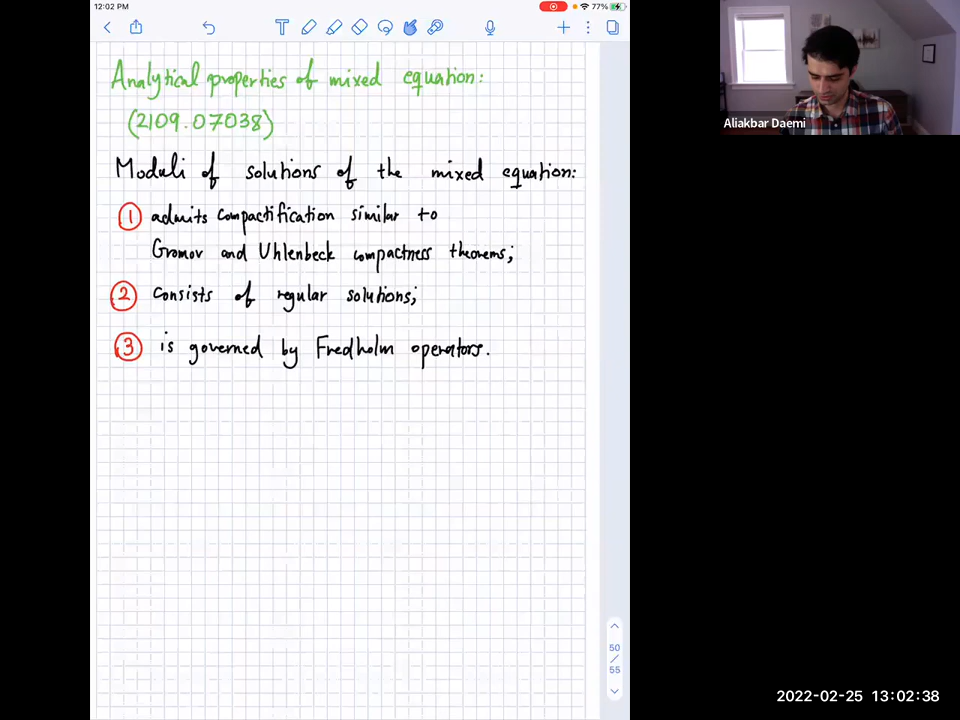 12:02 PM
77%
Analytical properties of mixed equation:
(2109.07038)
Moduli of solutions of the mixed equation:
1 admits compactification similar to
Gromov and Uhlenbeck compactness theorems;
2 Consists of regular solutions;
3 is governed by Fredholm operators.
50
/
55
Aliakbar Daemi
2022-02-25 13:02:38